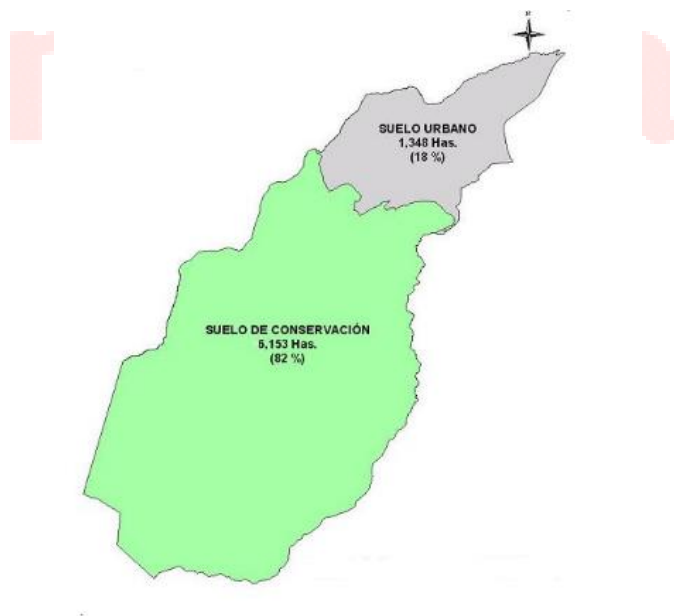 N
SUELO URBANO
1,348 Has.
(18 %)
SUELO DE CONSERVACIÓN
6,153 Has.
(82 %)